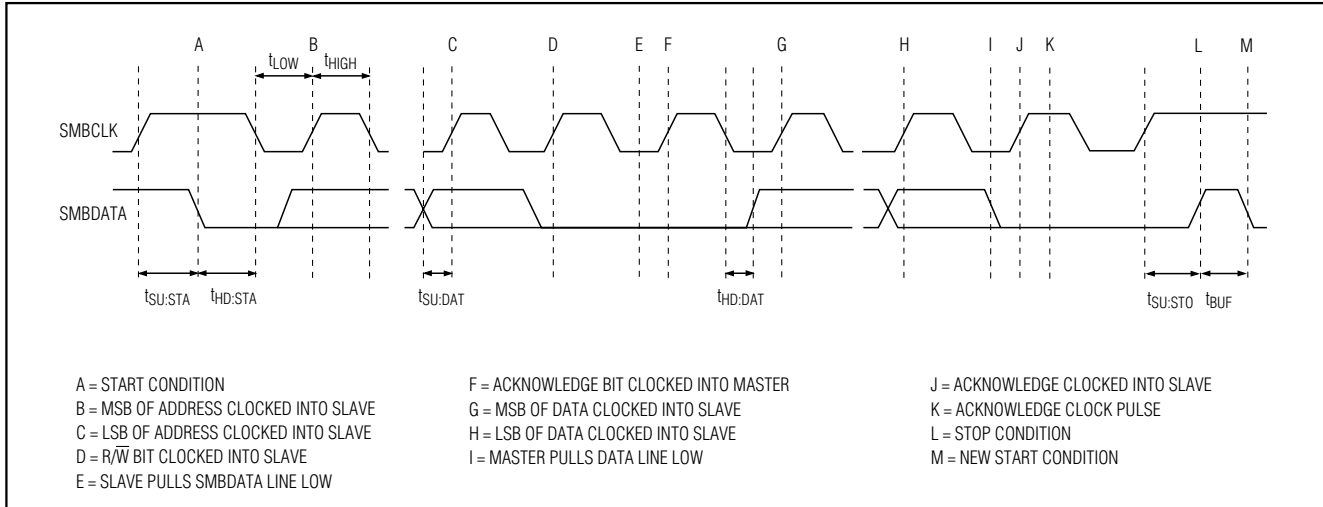 A B C D E F G H I J K L M
tLOW tHIGH
SMBCLK
SMBDATA
tSU:STA tHD:STA tSU:DAT tHD:DAT tSU:STO tBUF
A = START CONDITION
B = MSB OF ADDRESS CLOCKED INTO SLAVE
C = LSB OF ADDRESS CLOCKED INTO SLAVE
D = R/W̅ BIT CLOCKED INTO SLAVE
E = SLAVE PULLS SMBDATA LINE LOW
F = ACKNOWLEDGE BIT CLOCKED INTO MASTER
G = MSB OF DATA CLOCKED INTO SLAVE
H = LSB OF DATA CLOCKED INTO SLAVE
I = MASTER PULLS DATA LINE LOW
J = ACKNOWLEDGE CLOCKED INTO SLAVE
K = ACKNOWLEDGE CLOCK PULSE
L = STOP CONDITION
M = NEW START CONDITION